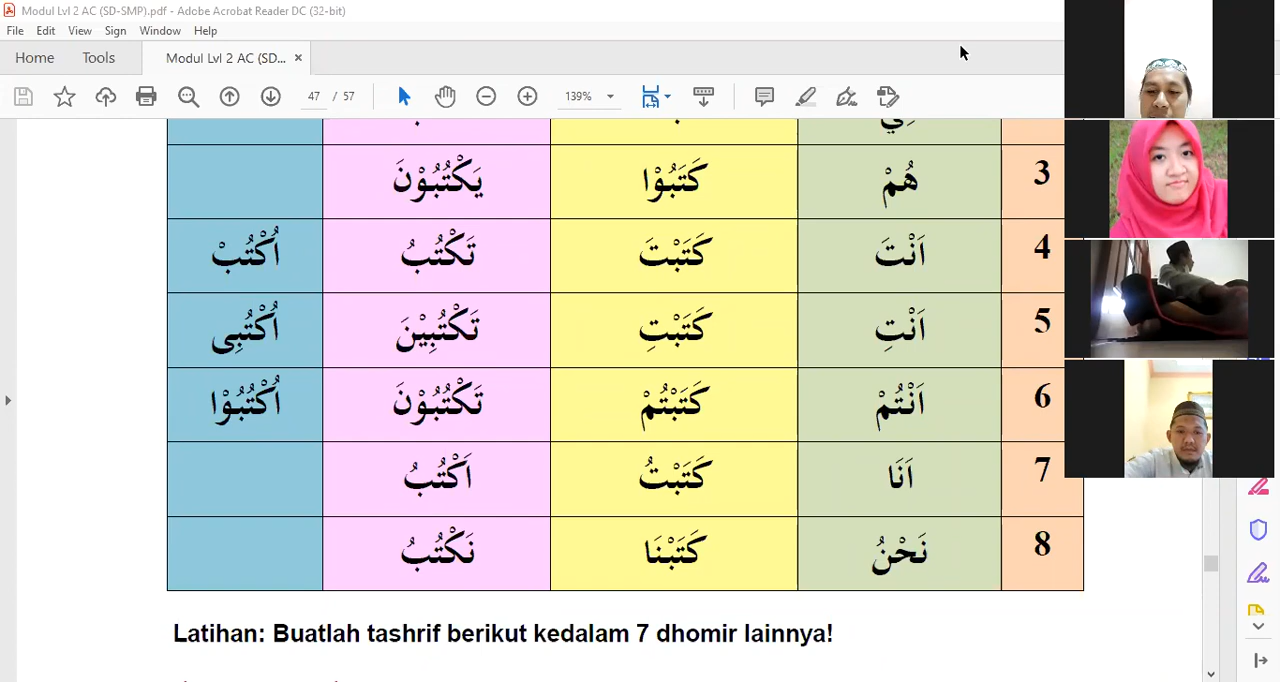 Modul Lvl 2 AC (SD-SMP).pdf - Adobe Acrobat Reader DC (32-bit)
File Edit View Sign Window Help
Home Tools Modul Lvl 2 AC (SD... ×
47 / 57 139%
3 هُمْ كَتَبُوْا يَكْتُبُوْنَ
4 اَنْتَ كَتَبْتَ تَكْتُبُ اُكْتُبْ
5 اَنْتِ كَتَبْتِ تَكْتُبِيْنَ اُكْتُبِى
6 اَنْتُمْ كَتَبْتُمْ تَكْتُبُوْنَ اُكْتُبُوْا
7 اَنَا كَتَبْتُ اَكْتُبُ
8 نَحْنُ كَتَبْنَا نَكْتُبُ
Latihan: Buatlah tashrif berikut kedalam 7 dhomir lainnya!